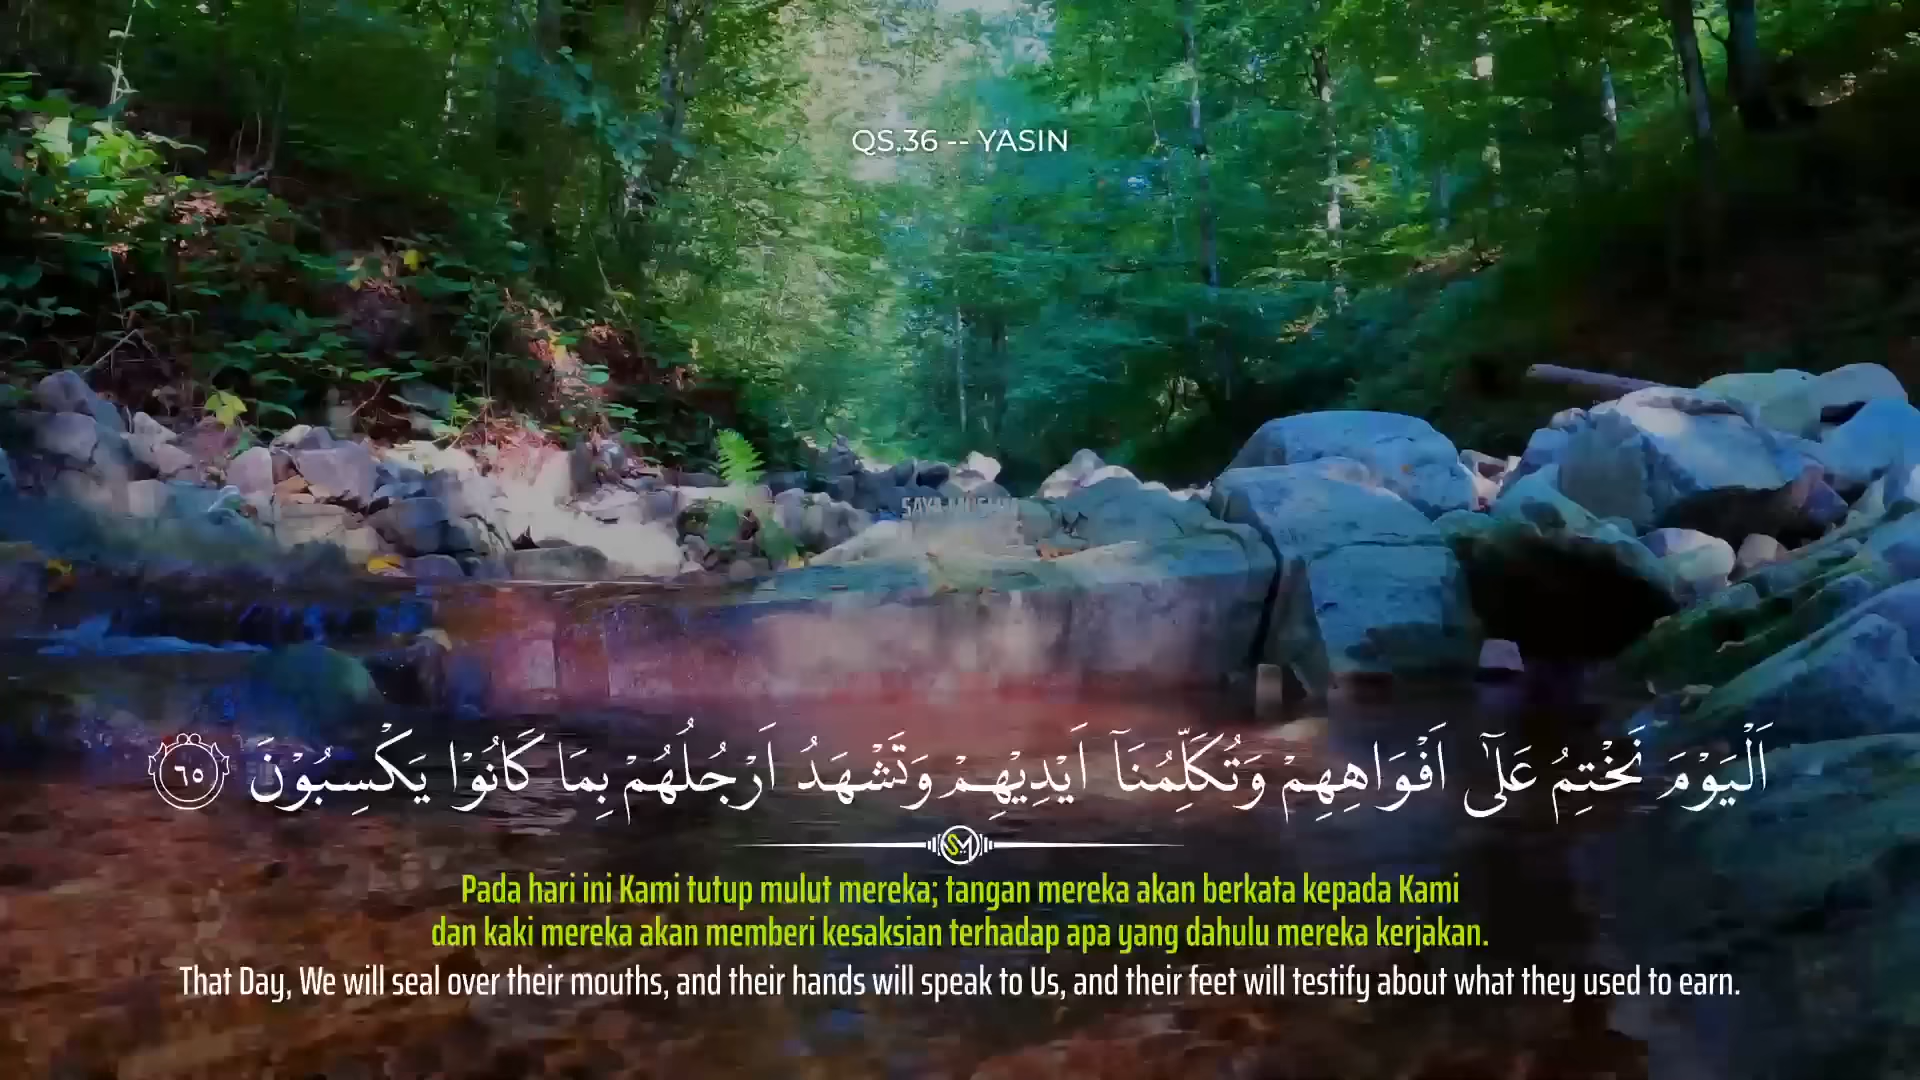 QS.36 -- YASIN
SAYA MUSLIM
اَلْيَوْمَ نَخْتِمُ عَلٰٓى اَفْوَاهِهِمْ وَتُكَلِّمُنَآ اَيْدِيْهِمْ وَتَشْهَدُ اَرْجُلُهُمْ بِمَا كَانُوْا يَكْسِبُوْنَ ٦٥
SM
Pada hari ini Kami tutup mulut mereka; tangan mereka akan berkata kepada Kami
dan kaki mereka akan memberi kesaksian terhadap apa yang dahulu mereka kerjakan.
That Day, We will seal over their mouths, and their hands will speak to Us, and their feet will testify about what they used to earn.